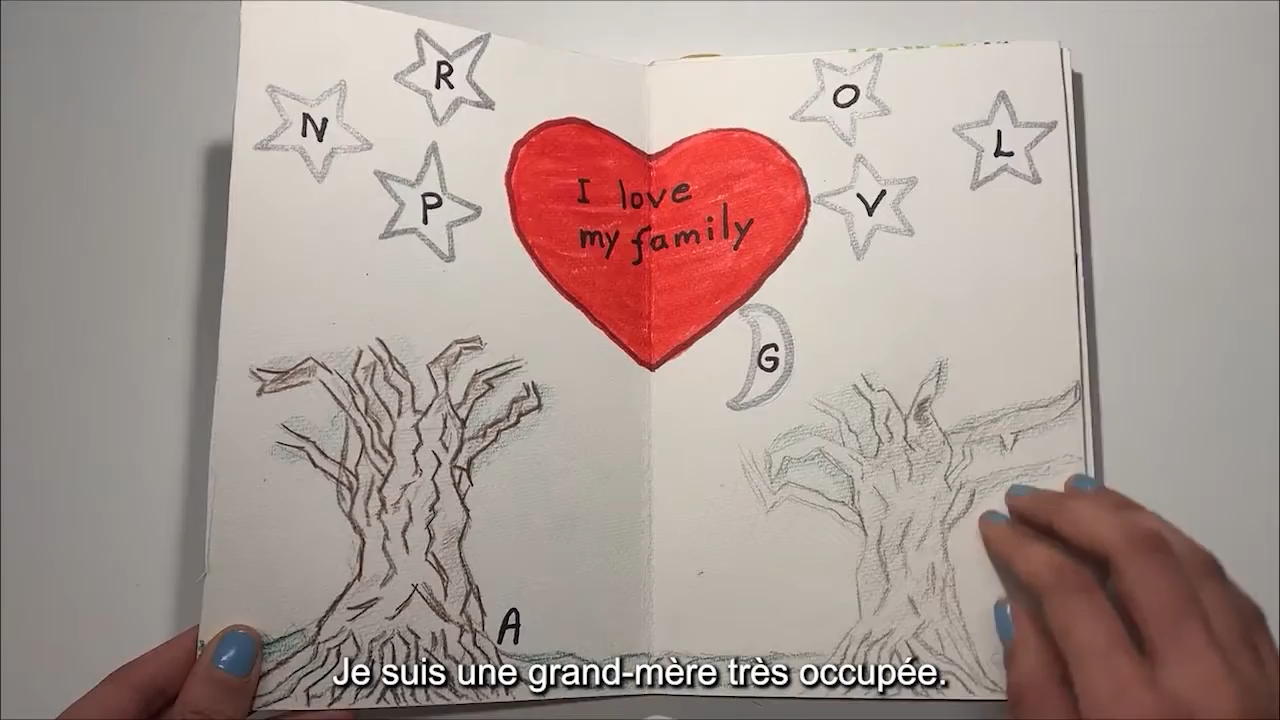 R
N
P
O
L
V
I love
my family
G
A
Je suis une grand-mère très occupée.